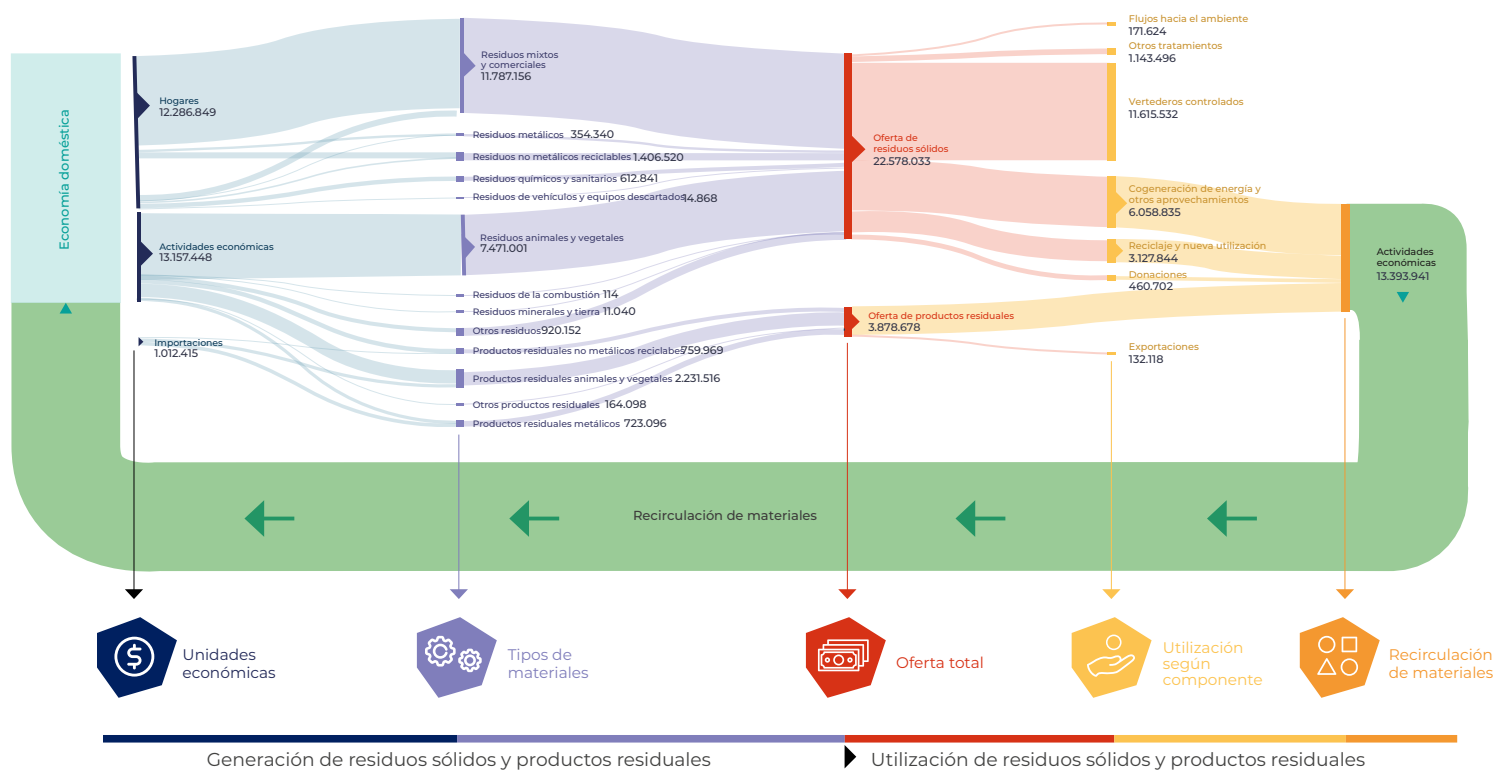 Economía doméstica
Hogares
12.286.849
Actividades económicas
13.157.448
Importaciones
1.012.415
Residuos mixtos
y comerciales
11.787.156
Residuos metálicos 354.340
Residuos no metálicos reciclables 1.406.520
Residuos químicos y sanitarios 612.841
Residuos de vehículos y equipos descartados 14.868
Residuos animales y vegetales
7.471.001
Residuos de la combustión 114
Residuos minerales y tierra 11.040
Otros residuos 920.152
Productos residuales no metálicos reciclabes 759.969
Productos residuales animales y vegetales 2.231.516
Otros productos residuales 164.098
Productos residuales metálicos 723.096
Oferta de
residuos sólidos
22.578.033
Oferta de productos residuales
3.878.678
Flujos hacia el ambiente
171.624
Otros tratamientos
1.143.496
Vertederos controlados
11.615.532
Cogeneración de energía y
otros aprovechamientos
6.058.835
Reciclaje y nueva utilización
3.127.844
Donaciones
460.702
Exportaciones
132.118
Actividades
económicas
13.393.941
Recirculación de materiales
Unidades
económicas
Tipos de
materiales
Oferta total
Utilización
según
componente
Recirculación
de materiales
Generación de residuos sólidos y productos residuales
Utilización de residuos sólidos y productos residuales